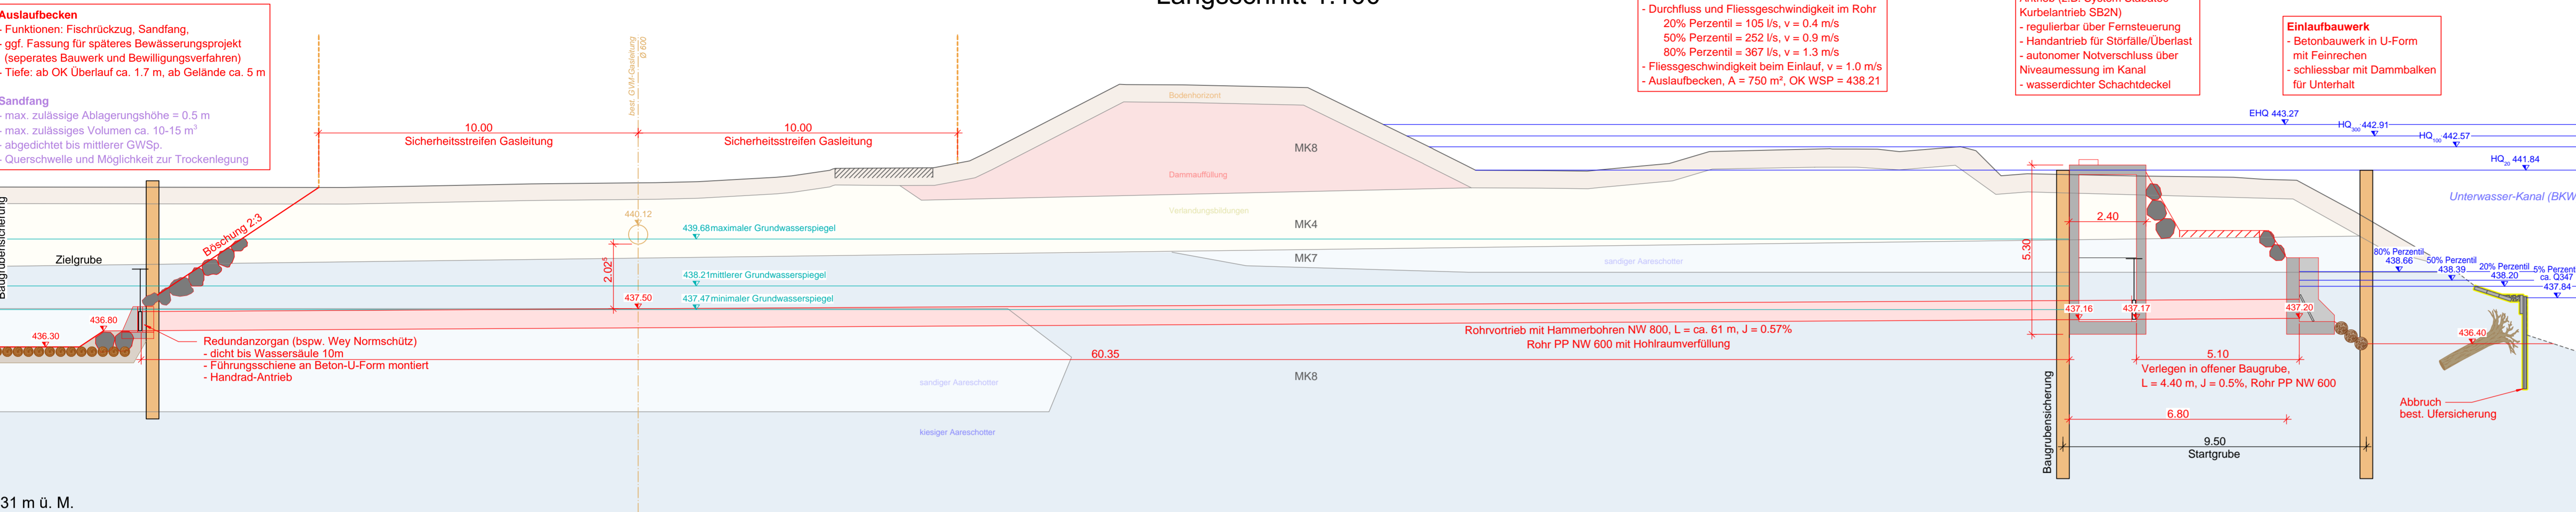 Längsschnitt 1:100
Auslaufbecken
- Funktionen: Fischrückzug, Sandfang,
- ggf. Fassung für späteres Bewässerungsprojekt
(seperates Bauwerk und Bewilligungsverfahren)
- Tiefe: ab OK Überlauf ca. 1.7 m, ab Gelände ca. 5 m
Sandfang
- max. zulässige Ablagerungshöhe = 0.5 m
- max. zulässiges Volumen ca. 10-15 m³
- abgedichtet bis mittlerer GWSp.
- Querschwelle und Möglichkeit zur Trockenlegung
best. GVM-Gasleitung
Ø 600
10.00
Sicherheitsstreifen Gasleitung
10.00
Sicherheitsstreifen Gasleitung
- Durchfluss und Fliessgeschwindigkeit im Rohr
20% Perzentil = 105 l/s, v = 0.4 m/s
50% Perzentil = 252 l/s, v = 0.9 m/s
80% Perzentil = 367 l/s, v = 1.3 m/s
- Fliessgeschwindigkeit beim Einlauf, v = 1.0 m/s
- Auslaufbecken, A = 750 m², OK WSP = 438.21
Antrieb (z.B. System Sidabates
Kurbelantrieb SB2N)
- regulierbar über Fernsteuerung
- Handantrieb für Störfälle/Überlast
- autonomer Notverschluss über
Niveaumessung im Kanal
- wasserdichter Schachtdeckel
Einlaufbauwerk
- Betonbauwerk in U-Form
mit Feinrechen
- schliessbar mit Dammbalken
für Unterhalt
EHQ 443.27
HQ300 442.91
HQ100 442.57
HQ20 441.84
Unterwasser-Kanal (BKW
Bodenhorizont
MK8
Dammauffüllung
Verlandungsbildungen
MK4
MK7
sandiger Aareschotter
Baugrubensicherung
Zielgrube
Böschung 2:3
440.12
439.68 maximaler Grundwasserspiegel
438.21 mittlerer Grundwasserspiegel
437.47 minimaler Grundwasserspiegel
2.02⁵
437.50
436.80
436.30
Redundanzorgan (bspw. Wey Normschütz)
- dicht bis Wassersäule 10m
- Führungsschiene an Beton-U-Form montiert
- Handrad-Antrieb
60.35
Rohrvortrieb mit Hammerbohren NW 800, L = ca. 61 m, J = 0.57%
Rohr PP NW 600 mit Hohlraumverfüllung
sandiger Aareschotter
MK8
kiesiger Aareschotter
2.40
5.30
437.16
437.17
437.20
5.10
Verlegen in offener Baugrube,
L = 4.40 m, J = 0.5%, Rohr PP NW 600
6.80
9.50
Startgrube
Baugrubensicherung
80% Perzentil
438.66
50% Perzentil
438.39
20% Perzentil
438.20
5% Perzent
ca. Q347
437.84
436.40
Abbruch
best. Ufersicherung
31 m ü. M.